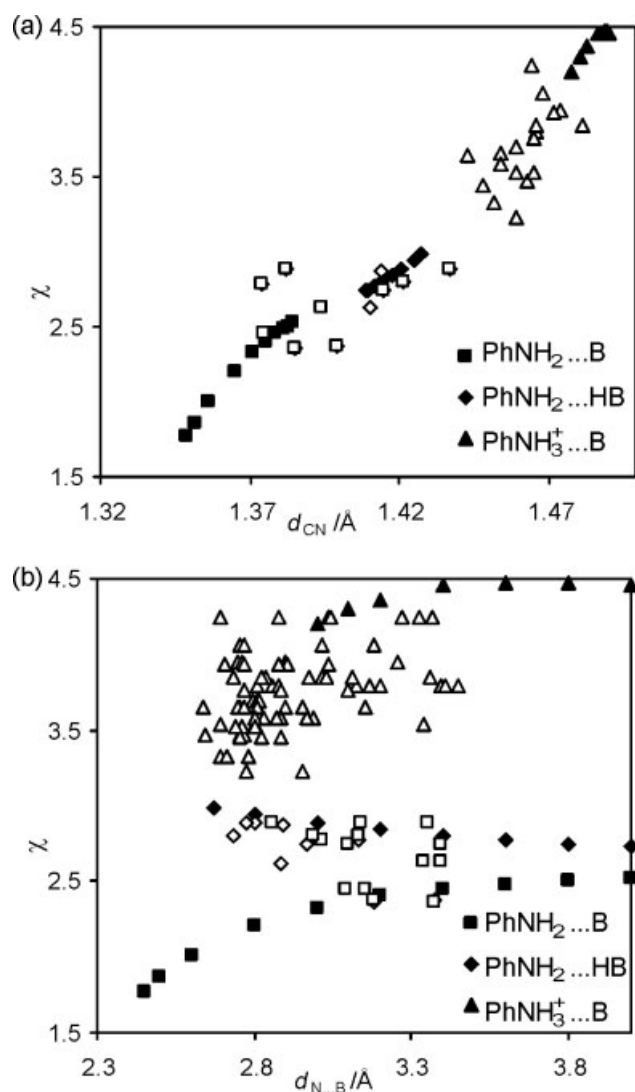 (a)
4.5
3.5
χ
2.5
1.5
PhNH₂...B
PhNH₂...HB
PhNH₃⁺...B
1.32 1.37 1.42 1.47
d_CN /Å
(b)
4.5
3.5
χ
2.5
1.5
PhNH₂...B
PhNH₂...HB
PhNH₃⁺...B
2.3 2.8 3.3 3.8
d_N...B /Å